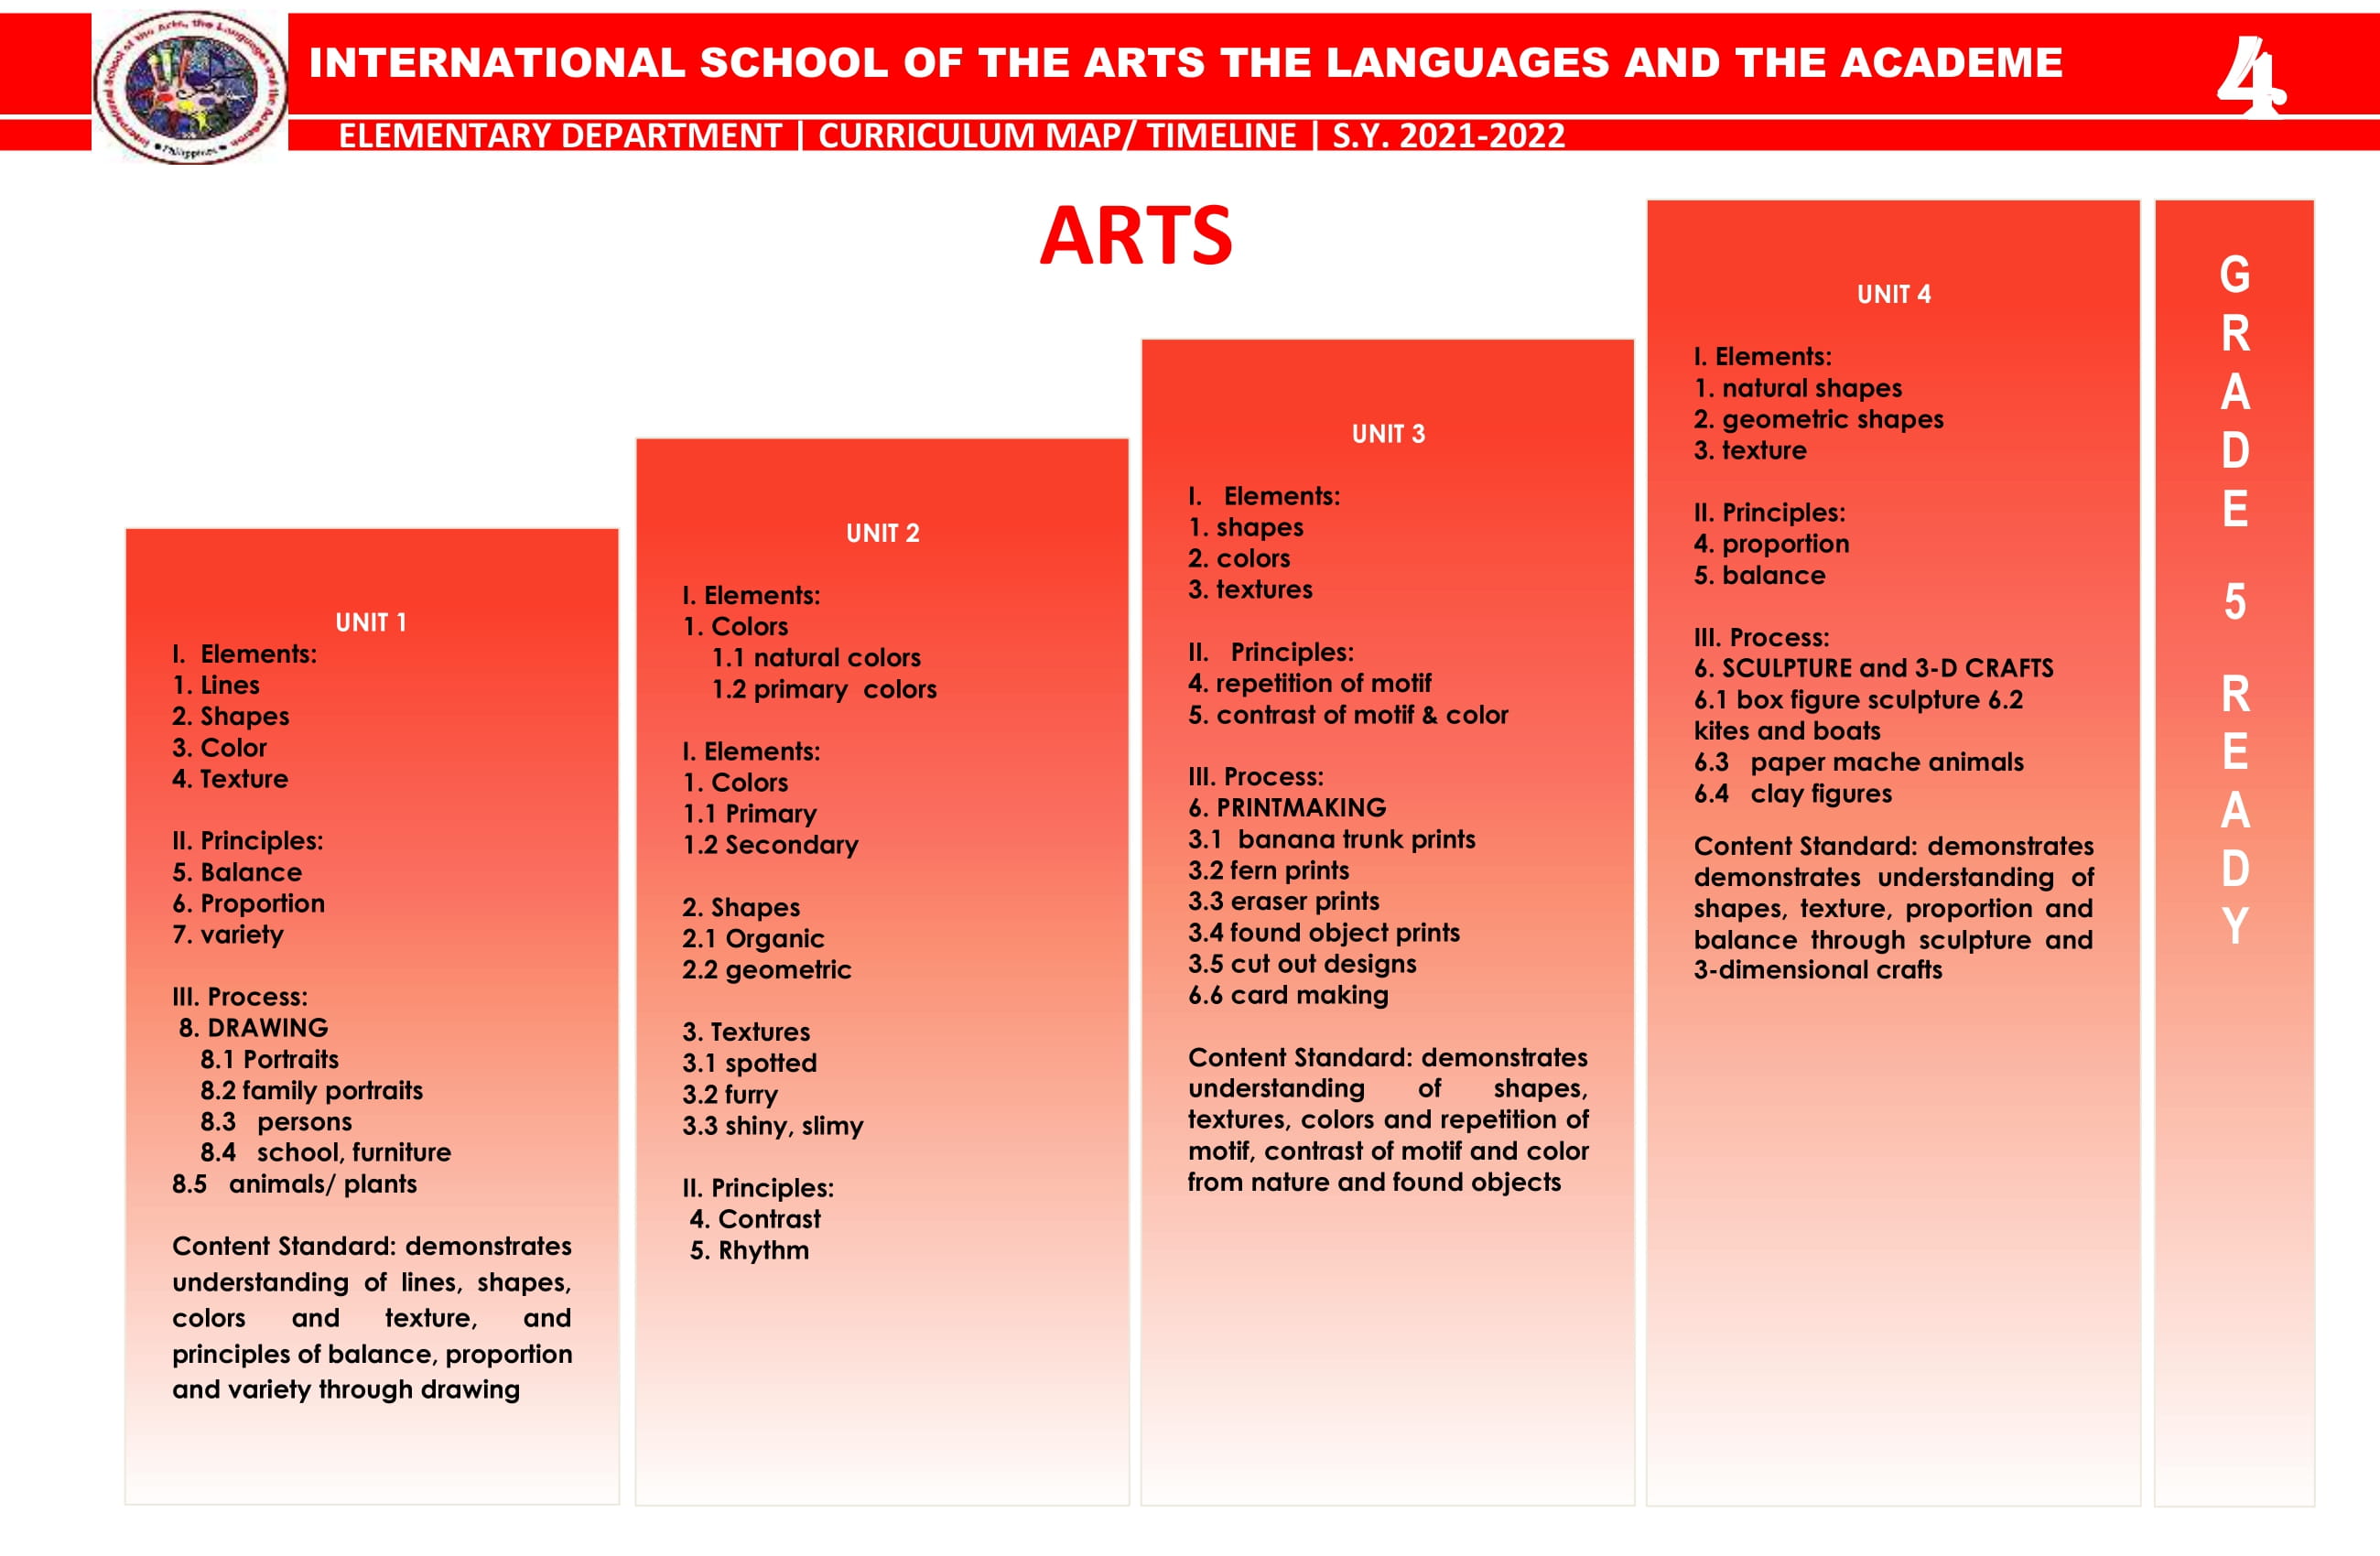 International School of the Arts, the Languages and the Academe
Philippines
INTERNATIONAL SCHOOL OF THE ARTS THE LANGUAGES AND THE ACADEME
4
ELEMENTARY DEPARTMENT | CURRICULUM MAP/ TIMELINE | S.Y. 2021-2022
ARTS
UNIT 1
I. Elements:
1. Lines
2. Shapes
3. Color
4. Texture
II. Principles:
5. Balance
6. Proportion
7. variety
III. Process:
8. DRAWING
8.1 Portraits
8.2 family portraits
8.3 persons
8.4 school, furniture
8.5 animals/ plants
Content Standard: demonstrates
understanding of lines, shapes,
colors and texture, and
principles of balance, proportion
and variety through drawing
UNIT 2
I. Elements:
1. Colors
1.1 natural colors
1.2 primary colors
I. Elements:
1. Colors
1.1 Primary
1.2 Secondary
2. Shapes
2.1 Organic
2.2 geometric
3. Textures
3.1 spotted
3.2 furry
3.3 shiny, slimy
II. Principles:
4. Contrast
5. Rhythm
UNIT 3
I. Elements:
1. shapes
2. colors
3. textures
II. Principles:
4. repetition of motif
5. contrast of motif & color
III. Process:
6. PRINTMAKING
3.1 banana trunk prints
3.2 fern prints
3.3 eraser prints
3.4 found object prints
3.5 cut out designs
6.6 card making
Content Standard: demonstrates
understanding of shapes,
textures, colors and repetition of
motif, contrast of motif and color
from nature and found objects
UNIT 4
I. Elements:
1. natural shapes
2. geometric shapes
3. texture
II. Principles:
4. proportion
5. balance
III. Process:
6. SCULPTURE and 3-D CRAFTS
6.1 box figure sculpture 6.2
kites and boats
6.3 paper mache animals
6.4 clay figures
Content Standard: demonstrates
demonstrates understanding of
shapes, texture, proportion and
balance through sculpture and
3-dimensional crafts
G
R
A
D
E
5
R
E
A
D
Y